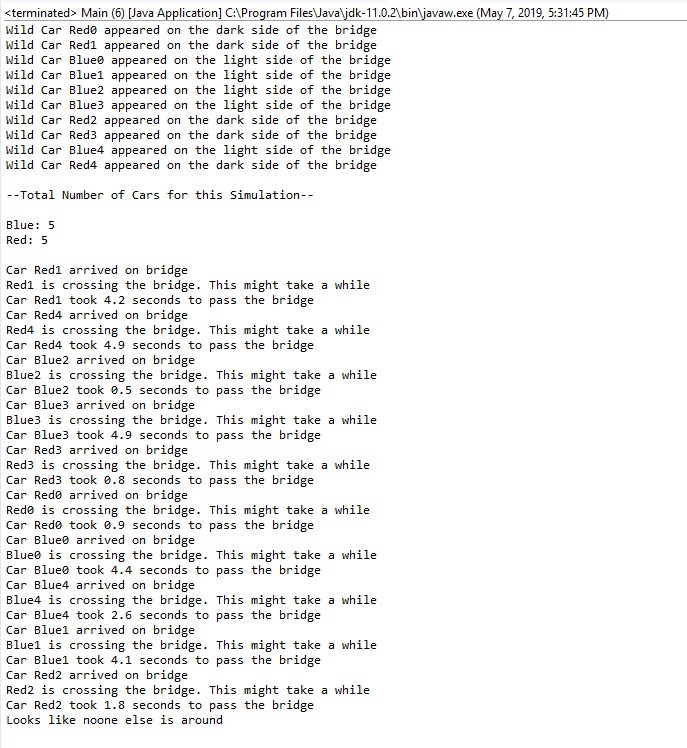 <terminated> Main (6) [Java Application] C:\Program Files\Java\jdk-11.0.2\bin\javaw.exe (May 7, 2019, 5:31:45 PM)
Wild Car Red0 appeared on the dark side of the bridge
Wild Car Red1 appeared on the dark side of the bridge
Wild Car Blue0 appeared on the light side of the bridge
Wild Car Blue1 appeared on the light side of the bridge
Wild Car Blue2 appeared on the light side of the bridge
Wild Car Blue3 appeared on the light side of the bridge
Wild Car Red2 appeared on the dark side of the bridge
Wild Car Red3 appeared on the dark side of the bridge
Wild Car Blue4 appeared on the light side of the bridge
Wild Car Red4 appeared on the dark side of the bridge
--Total Number of Cars for this Simulation--
Blue: 5
Red: 5
Car Red1 arrived on bridge
Red1 is crossing the bridge. This might take a while
Car Red1 took 4.2 seconds to pass the bridge
Car Red4 arrived on bridge
Red4 is crossing the bridge. This might take a while
Car Red4 took 4.9 seconds to pass the bridge
Car Blue2 arrived on bridge
Blue2 is crossing the bridge. This might take a while
Car Blue2 took 0.5 seconds to pass the bridge
Car Blue3 arrived on bridge
Blue3 is crossing the bridge. This might take a while
Car Blue3 took 4.9 seconds to pass the bridge
Car Red3 arrived on bridge
Red3 is crossing the bridge. This might take a while
Car Red3 took 0.8 seconds to pass the bridge
Car Red0 arrived on bridge
Red0 is crossing the bridge. This might take a while
Car Red0 took 0.9 seconds to pass the bridge
Car Blue0 arrived on bridge
Blue0 is crossing the bridge. This might take a while
Car Blue0 took 4.4 seconds to pass the bridge
Car Blue4 arrived on bridge
Blue4 is crossing the bridge. This might take a while
Car Blue4 took 2.6 seconds to pass the bridge
Car Blue1 arrived on bridge
Blue1 is crossing the bridge. This might take a while
Car Blue1 took 4.1 seconds to pass the bridge
Car Red2 arrived on bridge
Red2 is crossing the bridge. This might take a while
Car Red2 took 1.8 seconds to pass the bridge
Looks like noone else is around